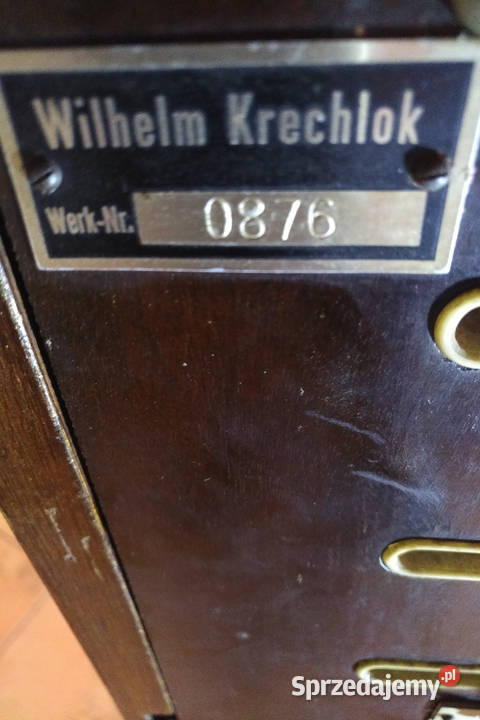 Wilhelm Krechlok
Werk-Nr. 0876
Sprzedajemy.pl